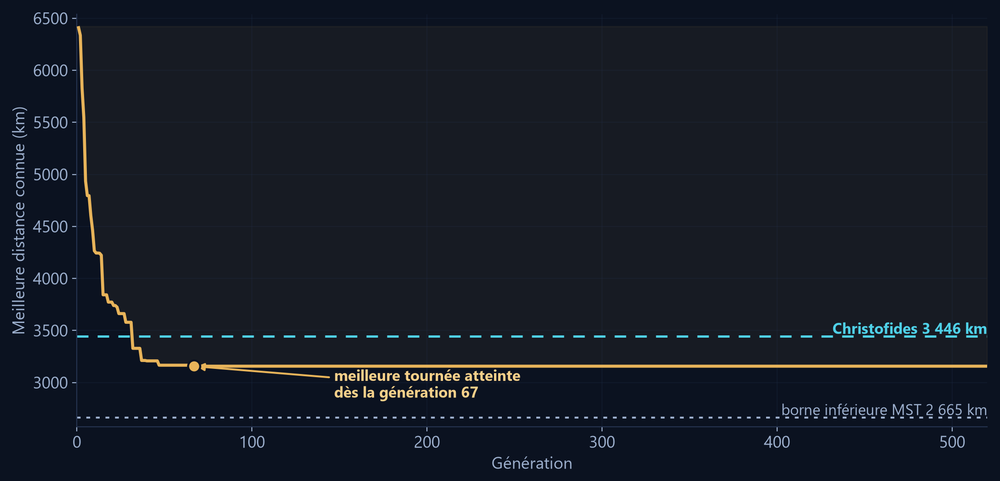 6500
6000
5500
5000
4500
4000
3500
3000
Meilleure distance connue (km)
Christofides 3 446 km
meilleure tournée atteinte
dès la génération 67
borne inférieure MST 2 665 km
0
100
200
300
400
500
Génération